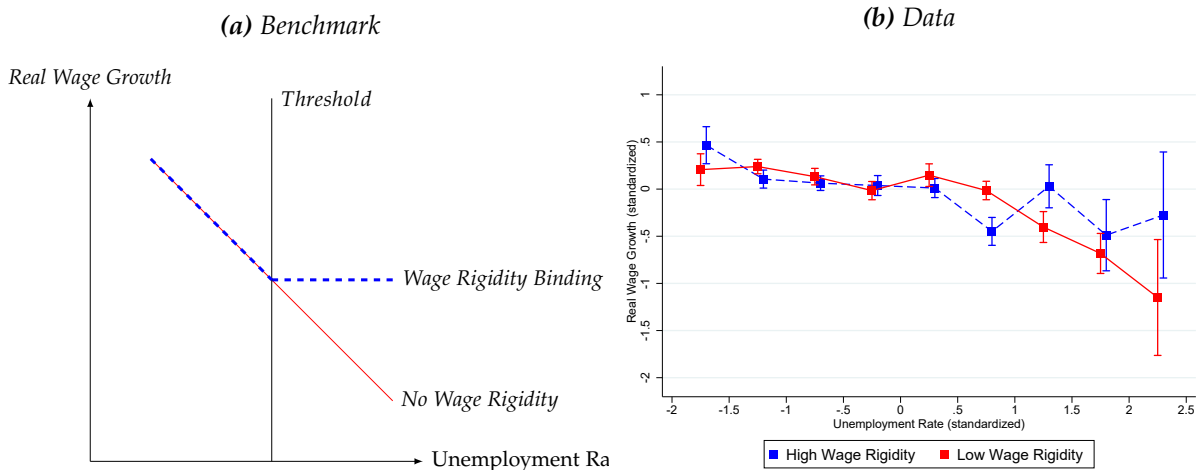 (a) Benchmark
Real Wage Growth
Threshold
Wage Rigidity Binding
No Wage Rigidity
Unemployment Ra
(b) Data
Real Wage Growth (standardized)
1
.5
0
-.5
-1
-1.5
-2
-2 -1.5 -1 -.5 0 .5 1 1.5 2 2.5
Unemployment Rate (standardized)
High Wage Rigidity Low Wage Rigidity